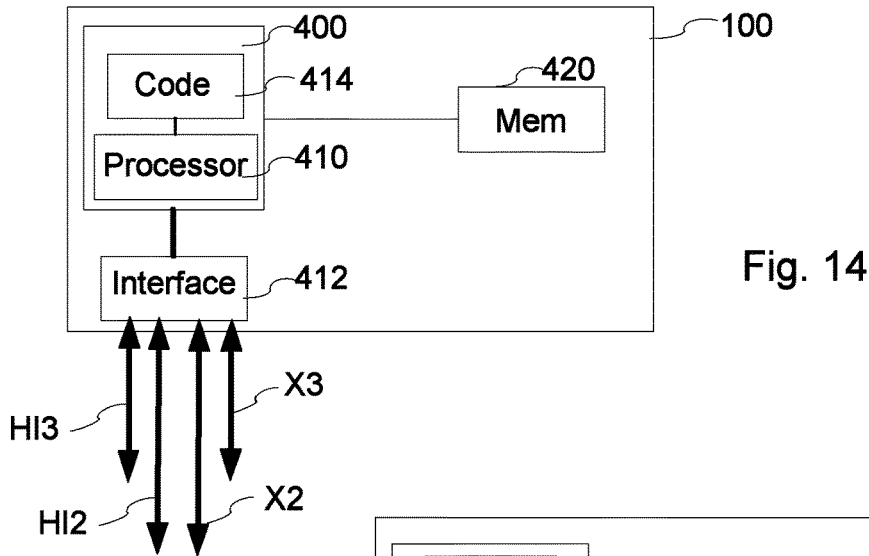 400
100
Code
414
420
Mem
Processor
410
Interface
412
Fig. 14
X3
HI3
X2
HI2